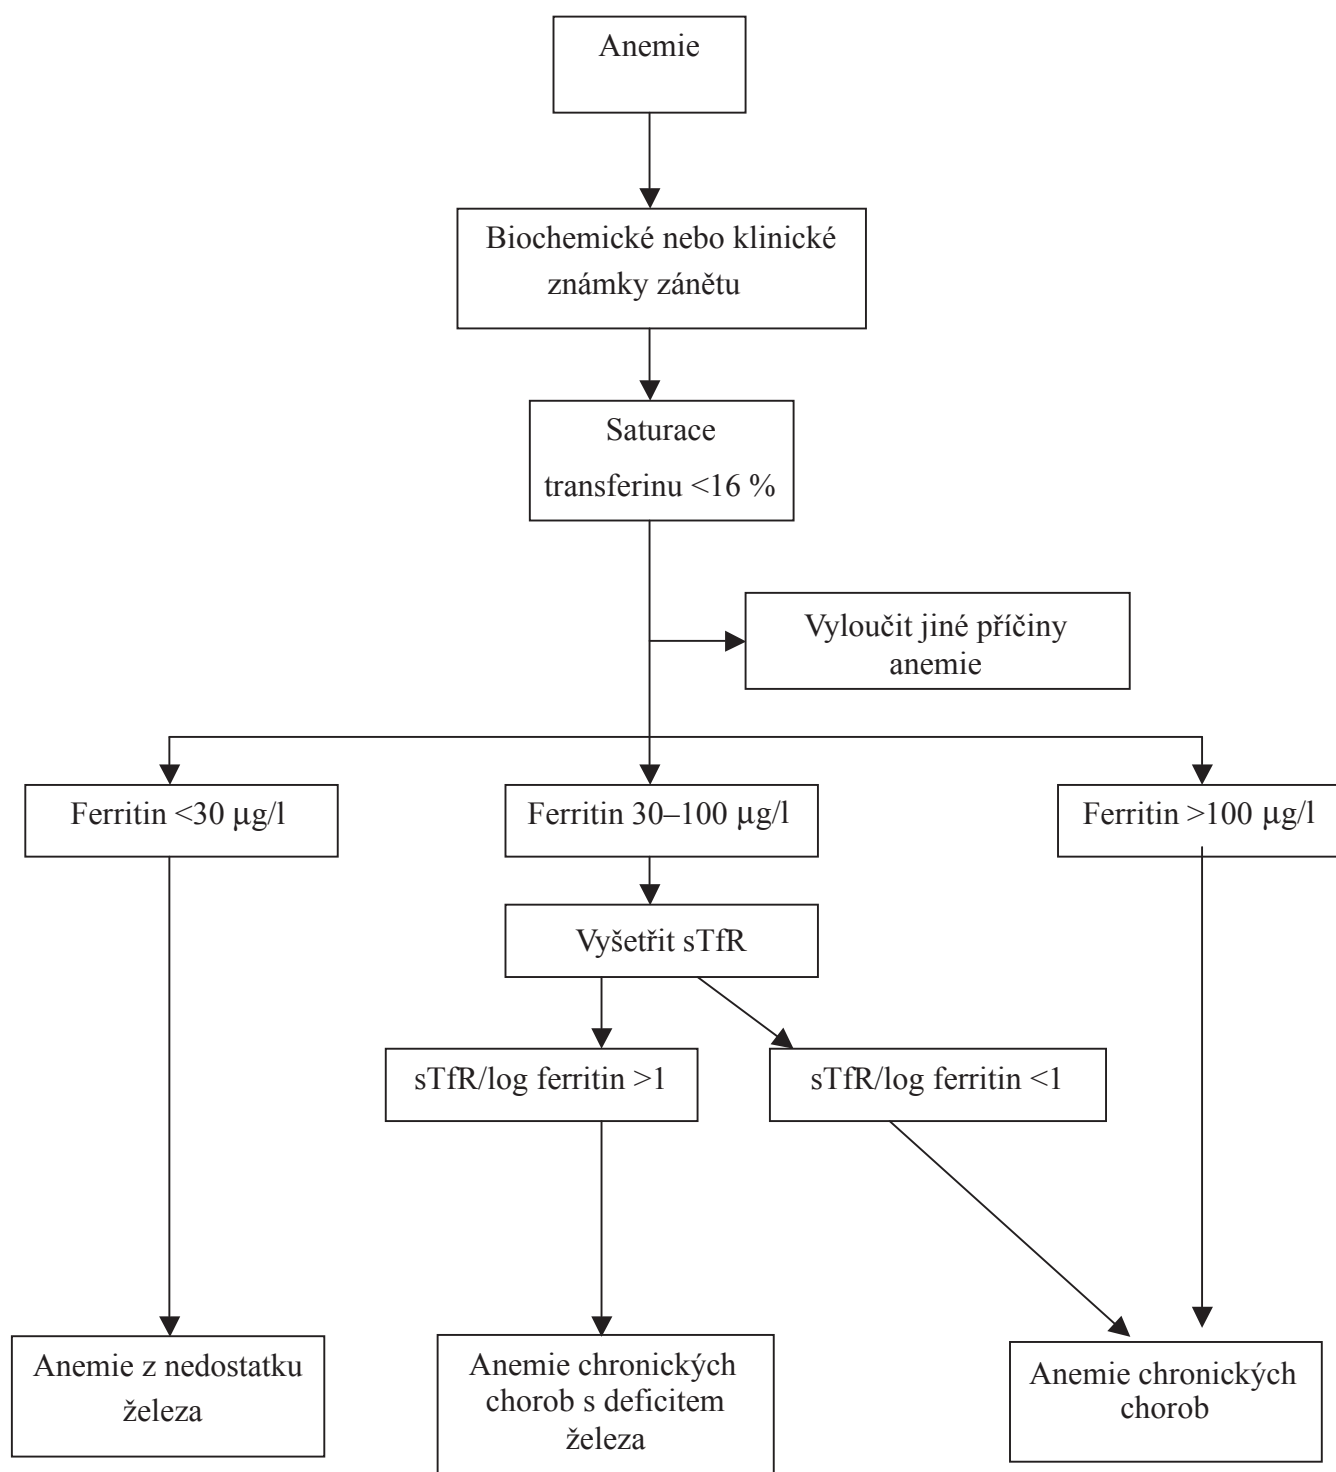 Anemie
Biochemické nebo klinické
známky zánětu
Saturace
transferinu <16 %
Vyloučit jiné příčiny
anemie
Ferritin <30 µg/l
Ferritin 30–100 µg/l
Ferritin >100 µg/l
Vyšetřit sTfR
sTfR/log ferritin >1
sTfR/log ferritin <1
Anemie z nedostatku
železa
Anemie chronických
chorob s deficitem
železa
Anemie chronických
chorob